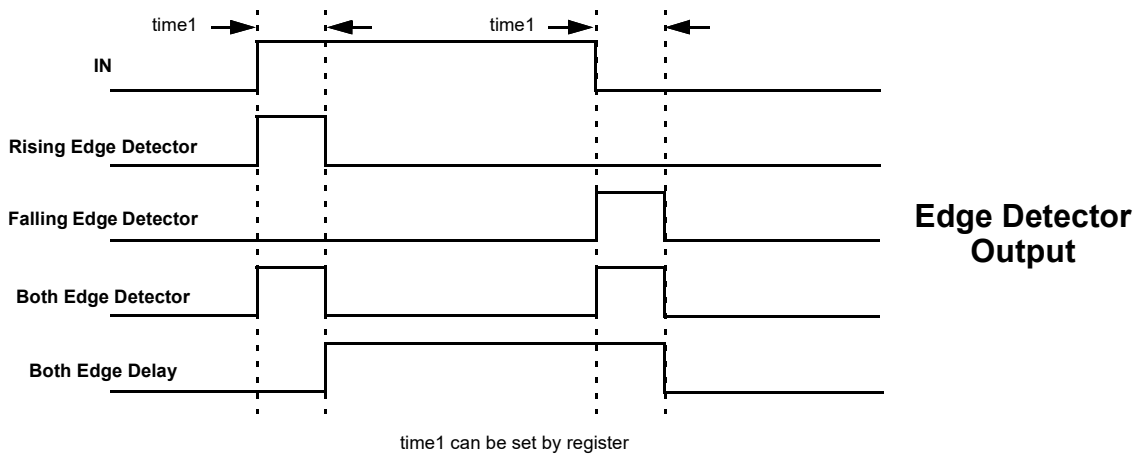 time1
time1
IN
Rising Edge Detector
Falling Edge Detector
Edge Detector
Output
Both Edge Detector
Both Edge Delay
time1 can be set by register